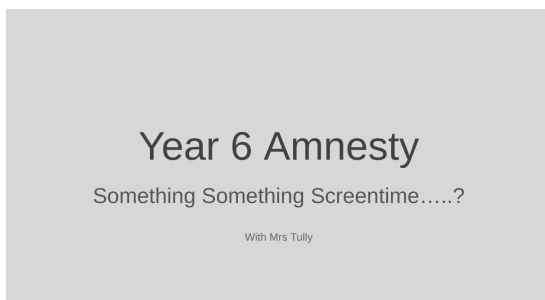 Year 6 Amnesty
Something Something Screentime…..?
With Mrs Tully